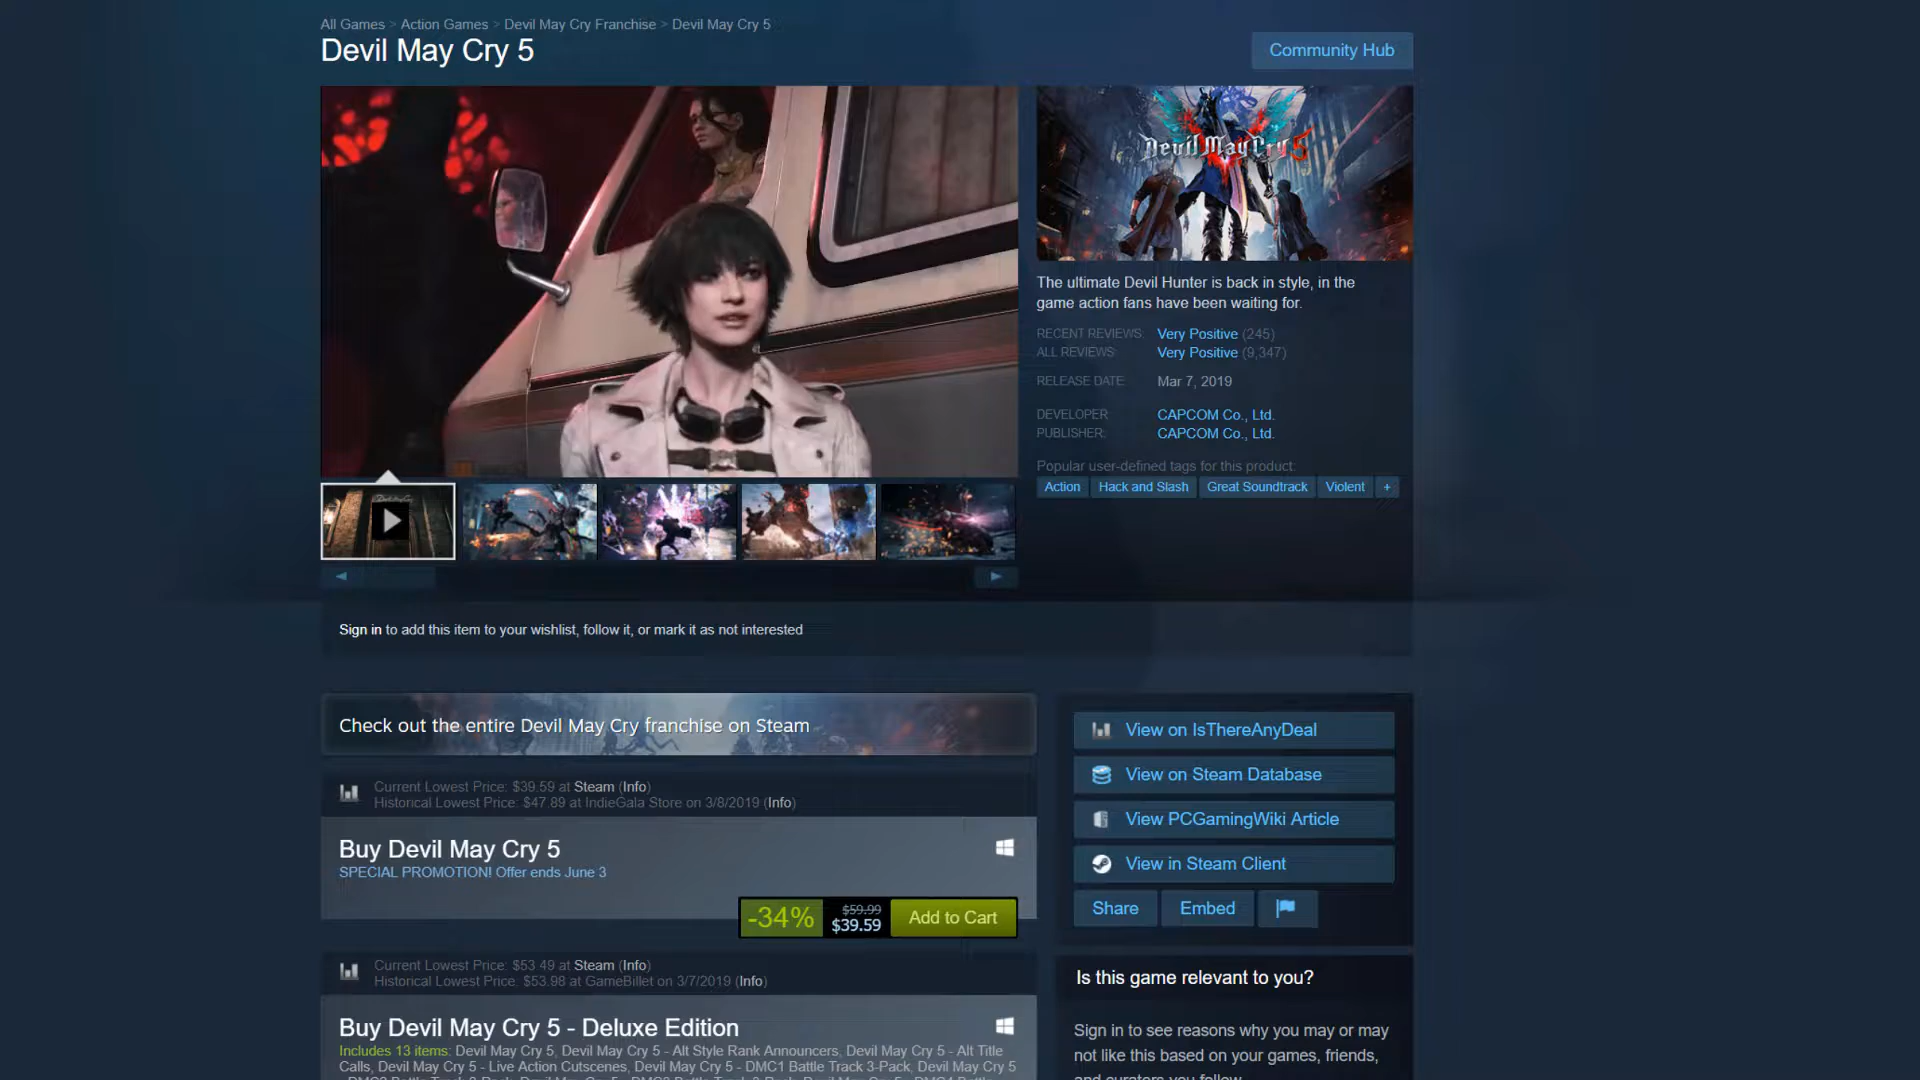 All Games > Action Games > Devil May Cry Franchise > Devil May Cry 5
Devil May Cry 5
Community Hub
Devil May Cry 5
The ultimate Devil Hunter is back in style, in the
game action fans have been waiting for.
RECENT REVIEWS: Very Positive (245)
ALL REVIEWS: Very Positive (9,347)
RELEASE DATE: Mar 7, 2019
DEVELOPER: CAPCOM Co., Ltd.
PUBLISHER: CAPCOM Co., Ltd.
Popular user-defined tags for this product:
Action Hack and Slash Great Soundtrack Violent +
Sign in to add this item to your wishlist, follow it, or mark it as not interested
Check out the entire Devil May Cry franchise on Steam
Current Lowest Price: $39.59 at Steam (Info)
Historical Lowest Price: $47.89 at IndieGala Store on 3/8/2019 (Info)
Buy Devil May Cry 5
SPECIAL PROMOTION! Offer ends June 3
-34% $59.99 $39.59 Add to Cart
Current Lowest Price: $53.49 at Steam (Info)
Historical Lowest Price: $53.98 at GameBillet on 3/7/2019 (Info)
Buy Devil May Cry 5 - Deluxe Edition
Includes 13 items: Devil May Cry 5, Devil May Cry 5 - Alt Style Rank Announcers, Devil May Cry 5 - Alt Title
Calls, Devil May Cry 5 - Live Action Cutscenes, Devil May Cry 5 - DMC1 Battle Track 3-Pack, Devil May Cry 5
View on IsThereAnyDeal
View on Steam Database
View PCGamingWiki Article
View in Steam Client
Share Embed
Is this game relevant to you?
Sign in to see reasons why you may or may
not like this based on your games, friends,
and curators you follow.